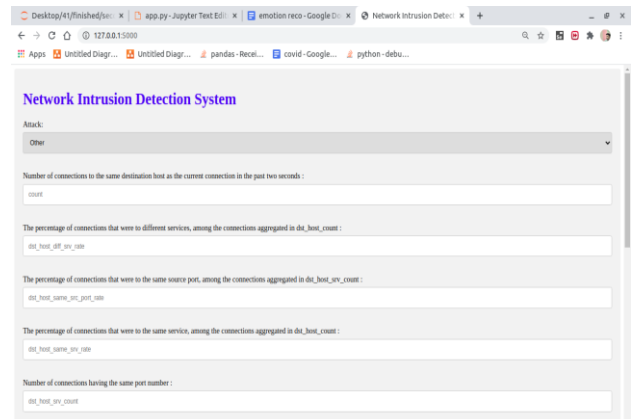 Desktop/41/finished/sec
app.py - Jupyter Text Edit
emotion reco - Google Do
Network Intrusion Detect
127.0.0.1:5000
Apps
Untitled Diagr...
Untitled Diagr...
pandas - Recei...
covid - Google...
python - debu...
Network Intrusion Detection System
Attack:
Other
Number of connections to the same destination host as the current connection in the past two seconds :
count
The percentage of connections that were to different services, among the connections aggregated in dst_host_count :
dst_host_diff_srv_rate
The percentage of connections that were to the same source port, among the connections aggregated in dst_host_srv_count :
dst_host_same_src_port_rate
The percentage of connections that were to the same service, among the connections aggregated in dst_host_count :
dst_host_same_srv_rate
Number of connections having the same port number :
dst_host_srv_count